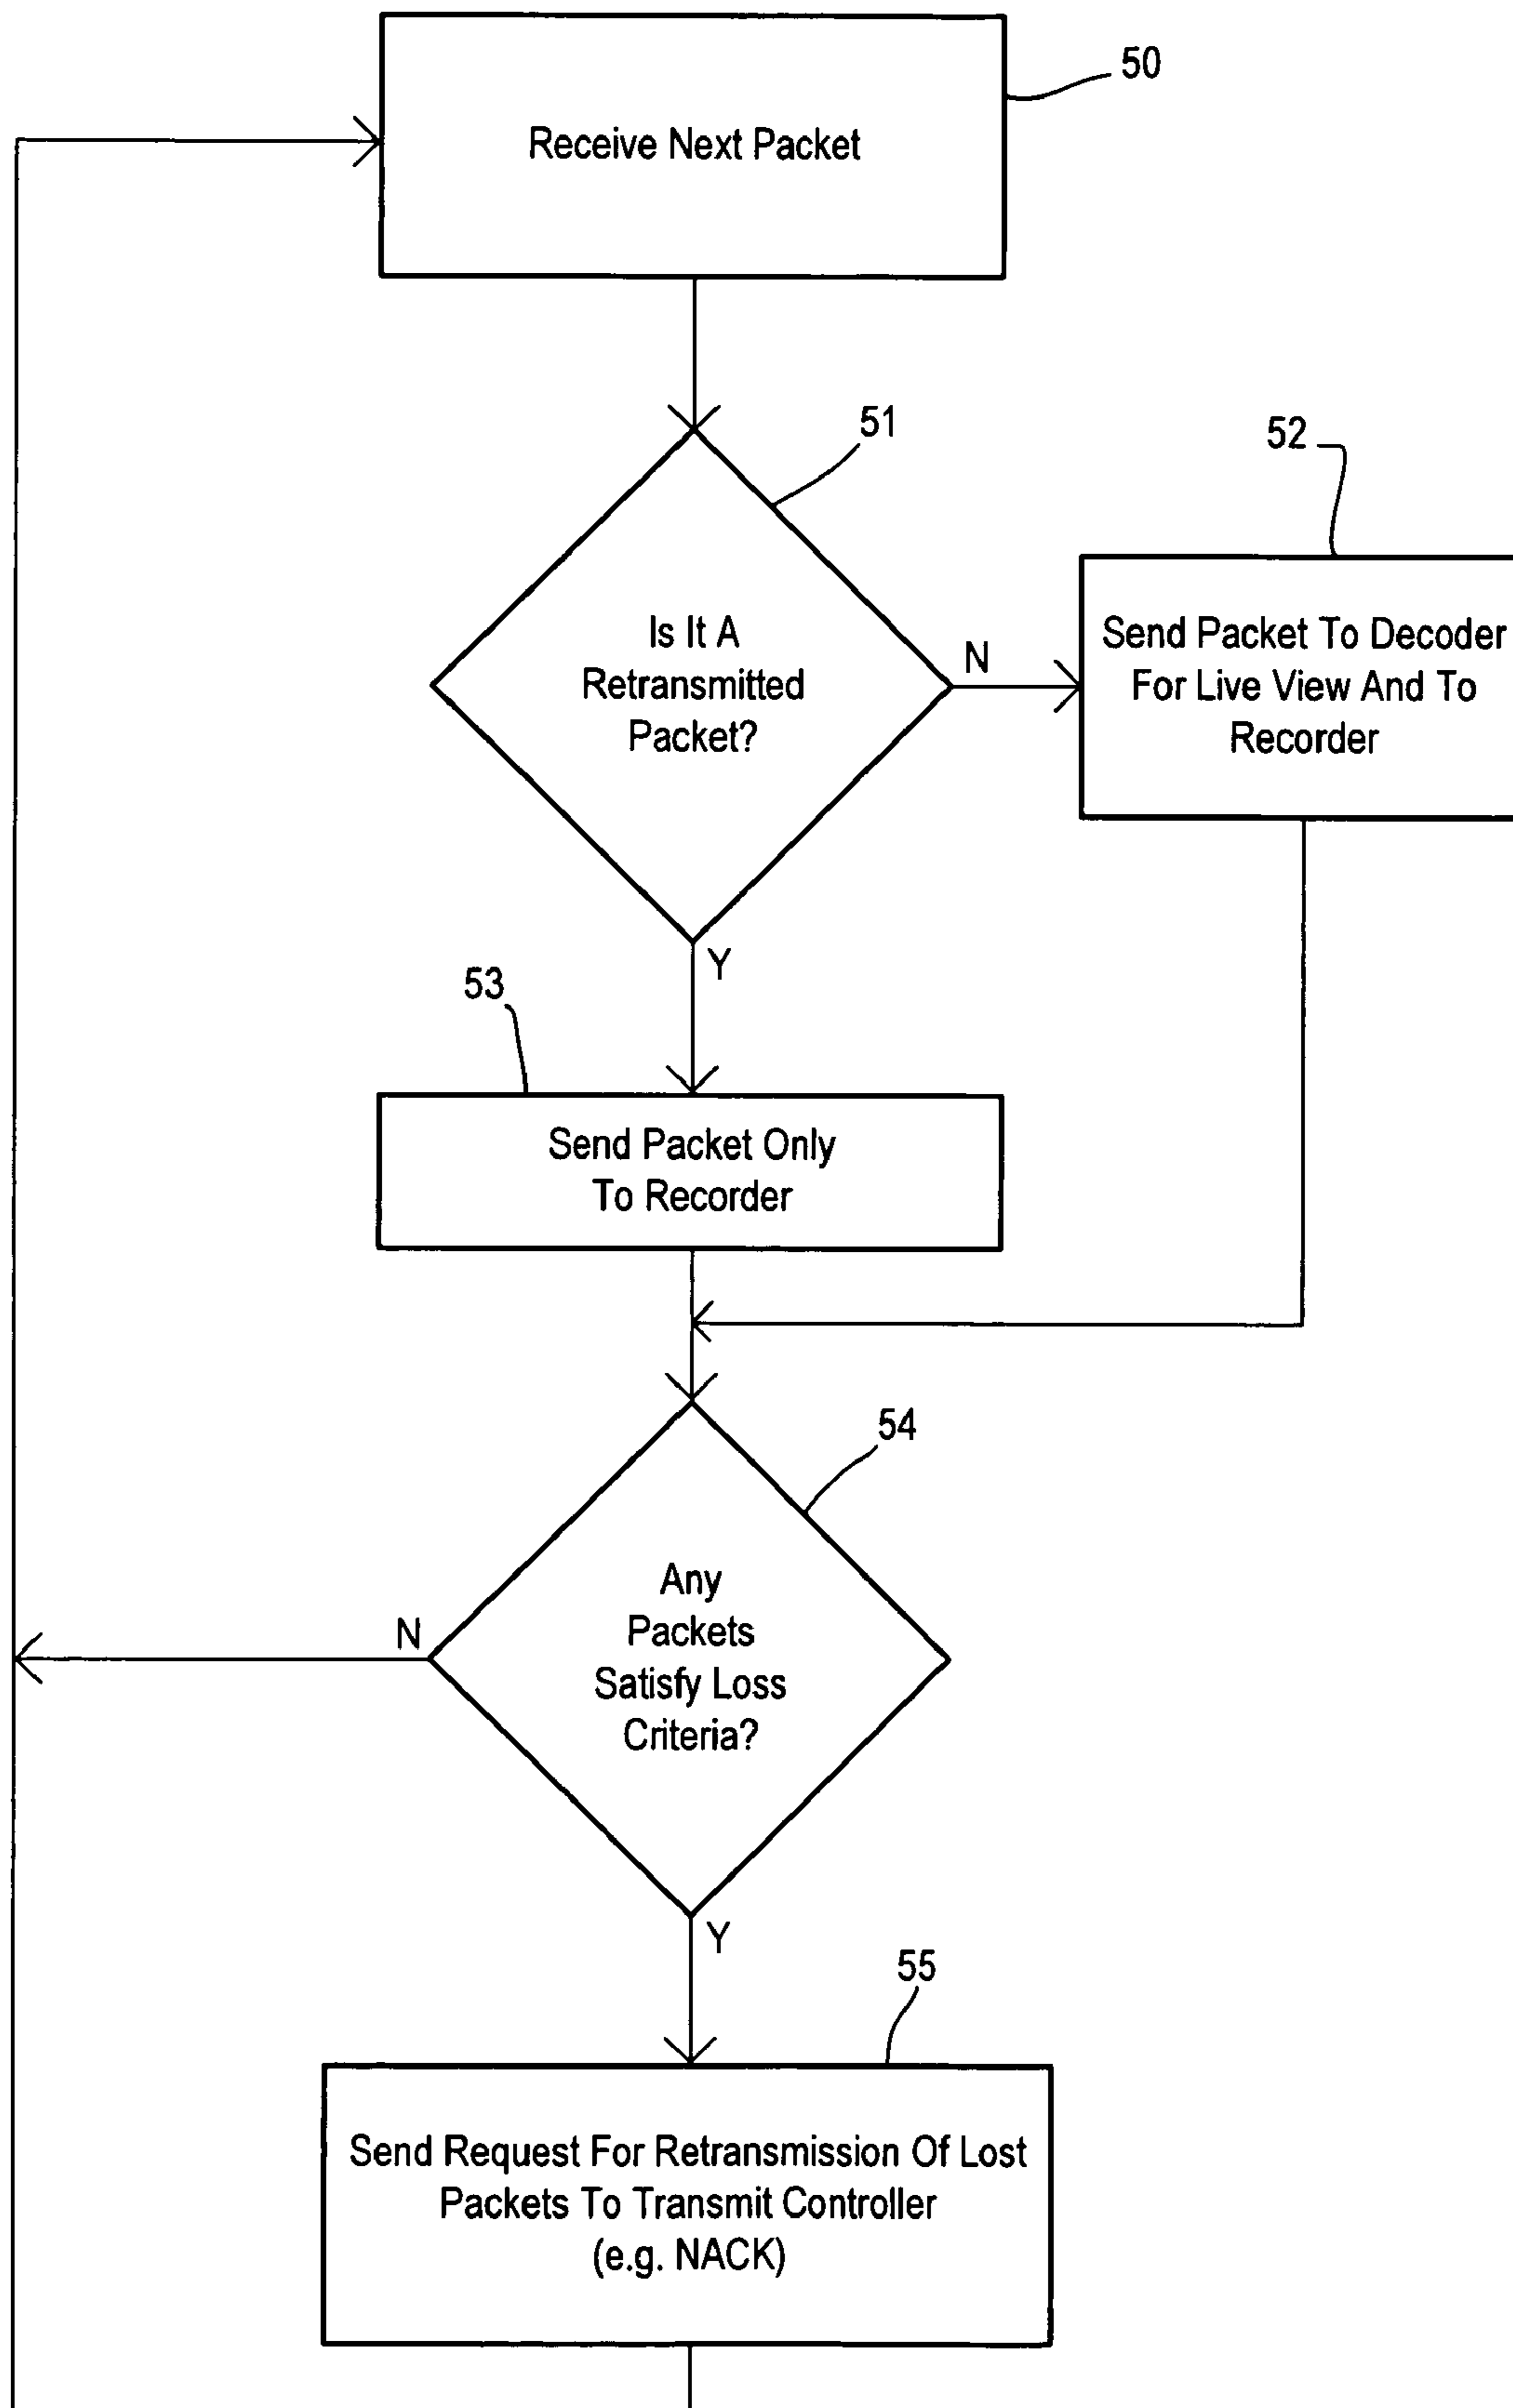 50
Receive Next Packet
51
52
Is It A
Retransmitted
Packet?
N
Send Packet To Decoder
For Live View And To
Recorder
Y
53
Send Packet Only
To Recorder
54
Any
Packets
Satisfy Loss
Criteria?
N
Y
55
Send Request For Retransmission Of Lost
Packets To Transmit Controller
(e.g. NACK)